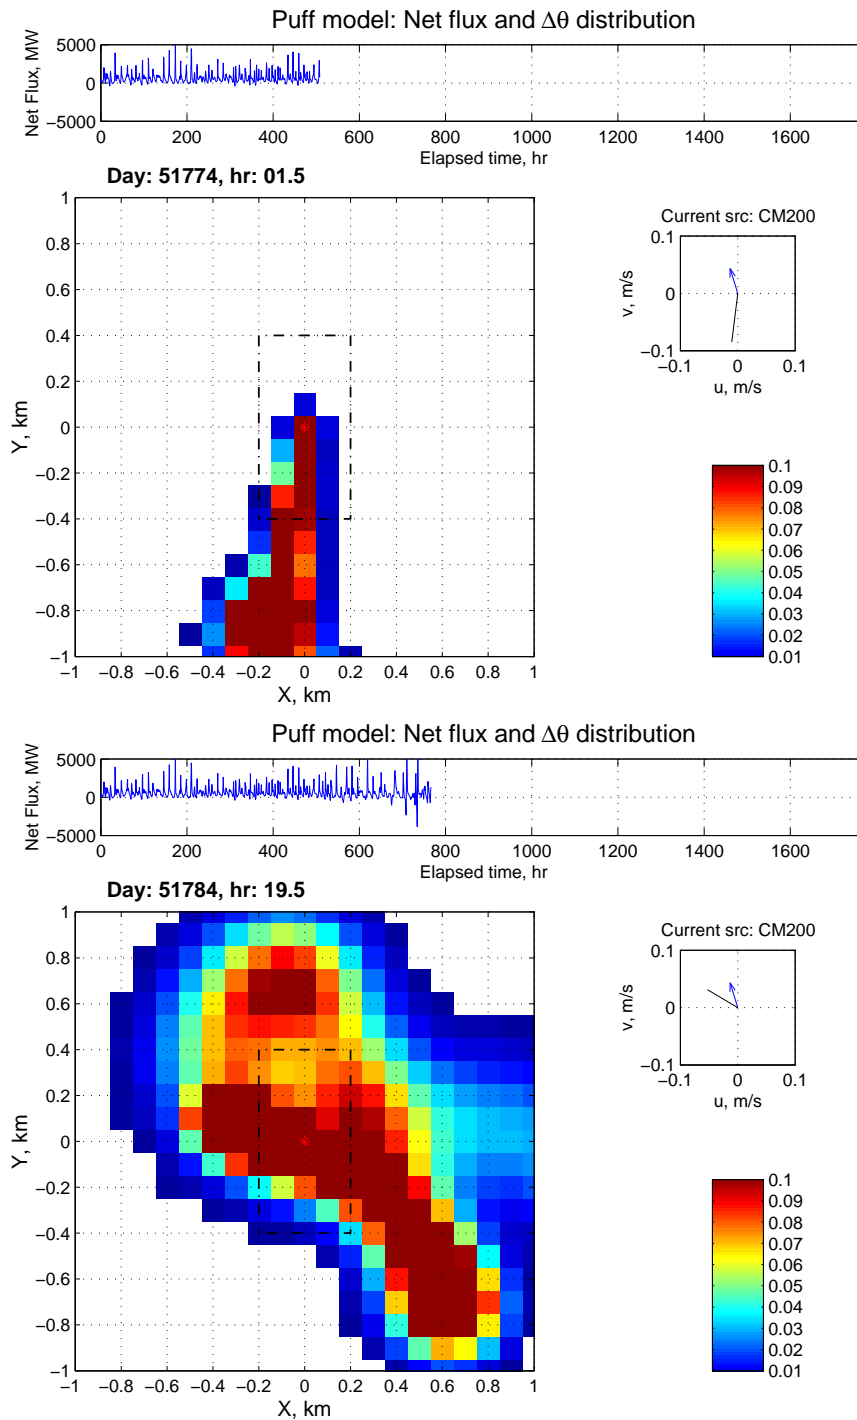 Puff model: Net flux and Δθ distribution
Net Flux, MW
5000
0
−5000
0 200 400 600 800 1000 1200 1400 1600
Elapsed time, hr
Day: 51774, hr: 01.5
Y, km
1
0.8
0.6
0.4
0.2
0
−0.2
−0.4
−0.6
−0.8
−1
−1 −0.8 −0.6 −0.4 −0.2 0 0.2 0.4 0.6 0.8 1
X, km
Current src: CM200
v, m/s
0.1
0
−0.1
−0.1 0 0.1
u, m/s
0.1
0.09
0.08
0.07
0.06
0.05
0.04
0.03
0.02
0.01
Puff model: Net flux and Δθ distribution
Net Flux, MW
5000
0
−5000
0 200 400 600 800 1000 1200 1400 1600
Elapsed time, hr
Day: 51784, hr: 19.5
Y, km
1
0.8
0.6
0.4
0.2
0
−0.2
−0.4
−0.6
−0.8
−1
−1 −0.8 −0.6 −0.4 −0.2 0 0.2 0.4 0.6 0.8 1
X, km
Current src: CM200
v, m/s
0.1
0
−0.1
−0.1 0 0.1
u, m/s
0.1
0.09
0.08
0.07
0.06
0.05
0.04
0.03
0.02
0.01